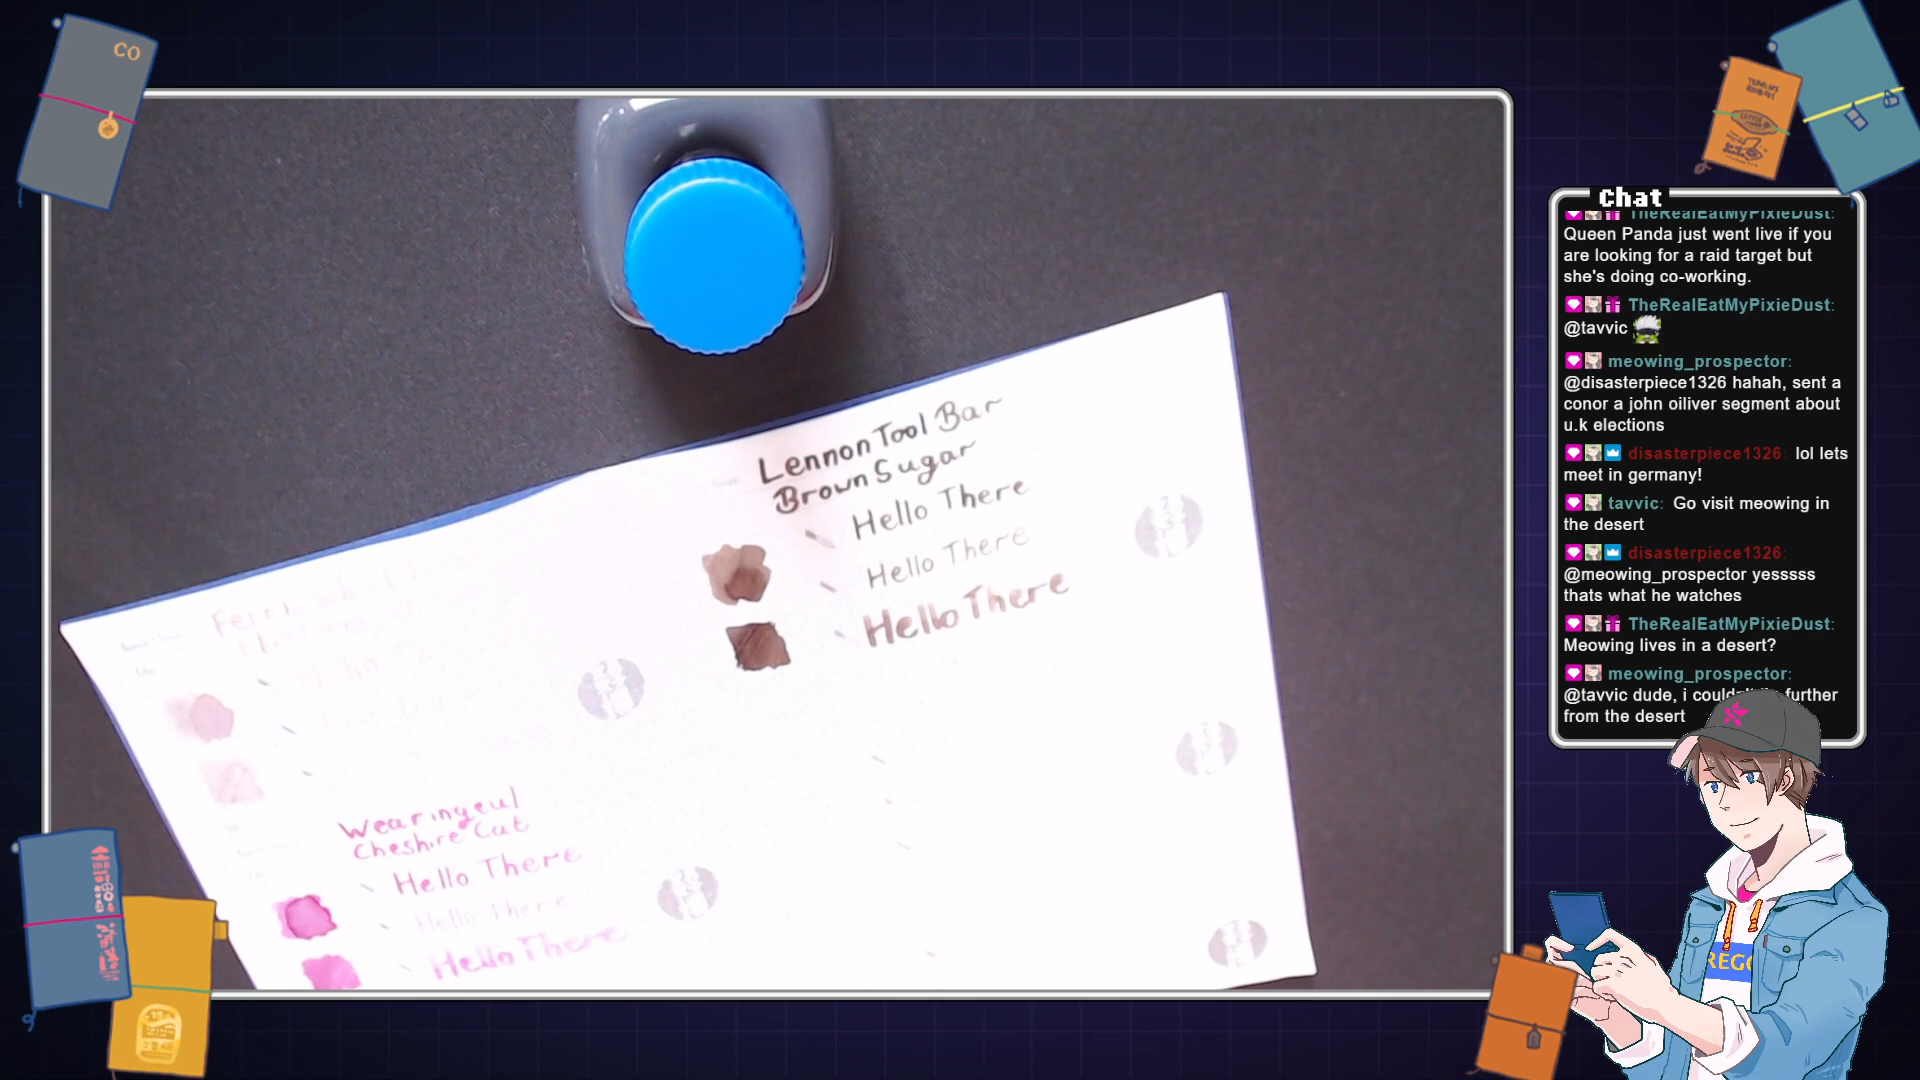 CO
chat
TheRealEatMyPixieDust:
Queen Panda just went live if you
are looking for a raid target but
she's doing co-working.
TheRealEatMyPixieDust:
@tavvic
meowing_prospector:
@disasterpiece1326 hahah, sent a
conor a john oiliver segment about
u.k elections
disasterpiece1326: lol lets
meet in germany!
tavvic: Go visit meowing in
the desert
disasterpiece1326:
@meowing_prospector yesssss
thats what he watches
TheRealEatMyPixieDust:
Meowing lives in a desert?
meowing_prospector:
@tavvic dude, i further
from the desert
Lennon Tool Bar
Brown Sugar
Hello There
Hello There
Hello There
Wearingeul
Cheshire Cat
Hello There
Hello There
Hello There
REGO